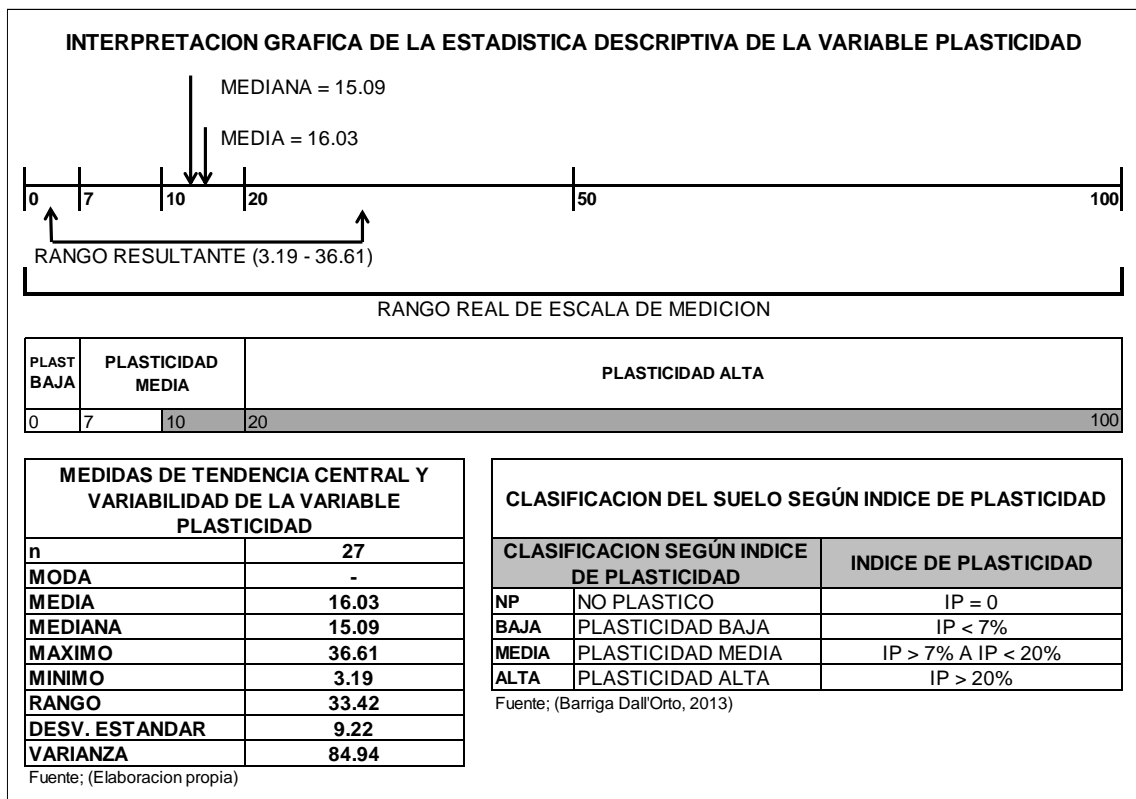 INTERPRETACION GRAFICA DE LA ESTADISTICA DESCRIPTIVA DE LA VARIABLE PLASTICIDAD
MEDIANA = 15.09
MEDIA = 16.03
0 7 10 20 50 100
RANGO RESULTANTE (3.19 - 36.61)
RANGO REAL DE ESCALA DE MEDICION
PLAST
BAJA
PLASTICIDAD
MEDIA
PLASTICIDAD ALTA
0 7 10 20 100
MEDIDAS DE TENDENCIA CENTRAL Y
VARIABILIDAD DE LA VARIABLE
PLASTICIDAD
n 27
MODA -
MEDIA 16.03
MEDIANA 15.09
MAXIMO 36.61
MINIMO 3.19
RANGO 33.42
DESV. ESTANDAR 9.22
VARIANZA 84.94
Fuente; (Elaboracion propia)
CLASIFICACION DEL SUELO SEGÚN INDICE DE PLASTICIDAD
CLASIFICACION SEGÚN INDICE
DE PLASTICIDAD
INDICE DE PLASTICIDAD
NP NO PLASTICO IP = 0
BAJA PLASTICIDAD BAJA IP < 7%
MEDIA PLASTICIDAD MEDIA IP > 7% A IP < 20%
ALTA PLASTICIDAD ALTA IP > 20%
Fuente; (Barriga Dall'Orto, 2013)